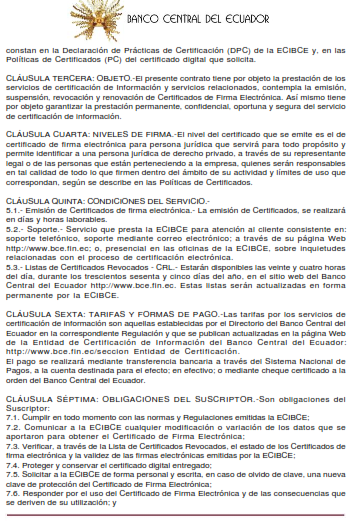 BANCO CENTRAL DEL ECUADOR
constan en la Declaración de Prácticas de Certificación (DPC) de la ECIBCE y, en las
Políticas de Certificados (PC) del certificado digital que solicita.
CLÁUSULA TERCERA: OBJETO.-El presente contrato tiene por objeto la prestación de los
servicios de certificación de Información y servicios relacionados, contempla la emisión,
suspensión, revocación y renovación de Certificados de Firma Electrónica. Así mismo tiene
por objeto garantizar la prestación permanente, confidencial, oportuna y segura del servicio
de certificación de información.
CLÁUSULA CUARTA: NIVELES DE FIRMA.-El nivel del certificado que se emite es el de
certificado de firma electrónica para persona jurídica que servirá para todo propósito y
permite identificar a una persona jurídica de derecho privado, a través de su representante
legal o de las personas que están perteneciendo a la empresa, quienes serán responsables
en tal calidad de todo lo que firmen dentro del ámbito de su actividad y límites de uso que
correspondan, según se describe en las Políticas de Certificados.
CLÁUSULA QUINTA: CONDICIONES DEL SERVICIO.-
5.1.- Emisión de Certificados de firma electrónica.- La emisión de Certificados, se realizará
en días y horas laborables.
5.2.- Soporte.- Servicio que presta la ECIBCE para atención al cliente consistente en:
soporte telefónico, soporte mediante correo electrónico; a través de su página Web
http://www.bce.fin.ec; o, presencial en las oficinas de la ECIBCE, sobre inquietudes
relacionadas con el proceso de certificación electrónica.
5.3.- Listas de Certificados Revocados - CRL.- Estarán disponibles las veinte y cuatro horas
del día, durante los trescientos sesenta y cinco días del año, en el sitio web del Banco
Central del Ecuador http://www.bce.fin.ec. Estas listas serán actualizadas en forma
permanente por la ECIBCE.
CLÁUSULA SEXTA: TARIFAS Y FORMAS DE PAGO.-Las tarifas por los servicios de
certificación de información son aquellas establecidas por el Directorio del Banco Central del
Ecuador en la correspondiente Regulación y que se publican actualizadas en la página Web
de la Entidad de Certificación de Información del Banco Central del Ecuador:
http://www.bce.fin.ec/seccion Entidad de Certificación.
El pago se realizará mediante transferencia bancaria a través del Sistema Nacional de
Pagos, a la cuenta destinada para el efecto; en efectivo; o mediante cheque certificado a la
orden del Banco Central del Ecuador.
CLÁUSULA SÉPTIMA: OBLIGACIONES DEL SUSCRIPTOR.-Son obligaciones del
Suscriptor:
7.1. Cumplir en todo momento con las normas y Regulaciones emitidas la ECIBCE;
7.2. Comunicar a la ECIBCE cualquier modificación o variación de los datos que se
aportaron para obtener el Certificado de Firma Electrónica;
7.3. Verificar, a través de la Lista de Certificados Revocados, el estado de los Certificados de
firma electrónica y la validez de las firmas electrónicas emitidas por la ECIBCE;
7.4. Proteger y conservar el certificado digital entregado;
7.5. Solicitar a la ECIBCE de forma personal y escrita, en caso de olvido de clave, una nueva
clave de protección del Certificado de Firma Electrónica;
7.6. Responder por el uso del Certificado de Firma Electrónica y de las consecuencias que
se deriven de su utilización; y